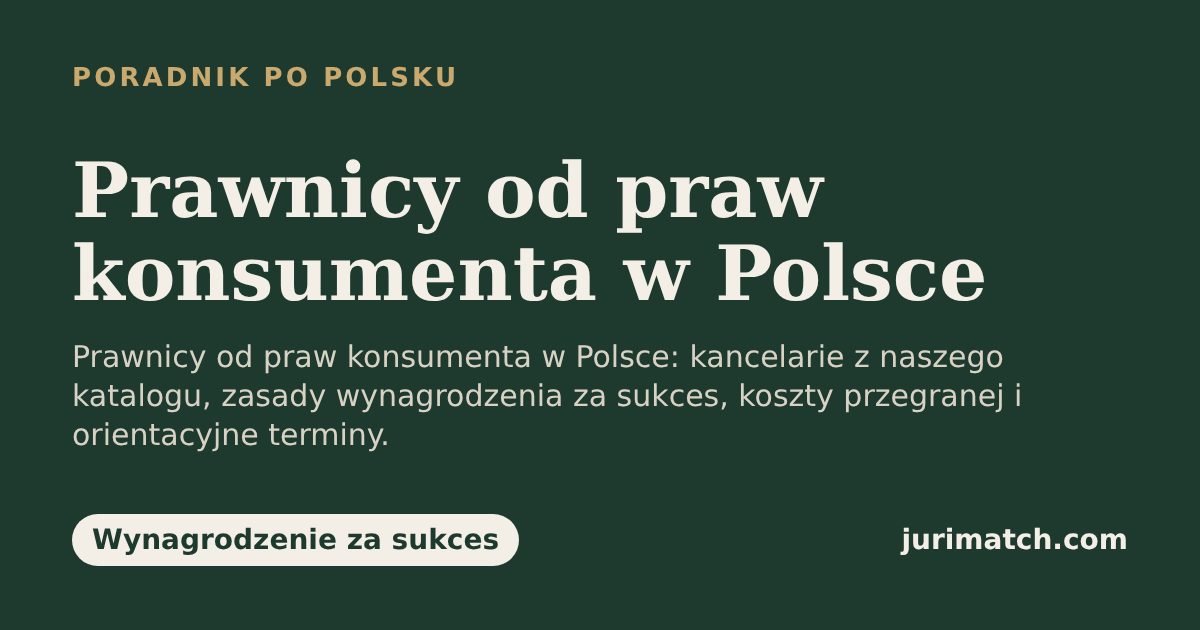 PORADNIK PO POLSKU
Prawnicy od praw
konsumenta w Polsce
Prawnicy od praw konsumenta w Polsce: kancelarie z naszego
katalogu, zasady wynagrodzenia za sukces, koszty przegranej i
orientacyjne terminy.
Wynagrodzenie za sukces
jurimatch.com